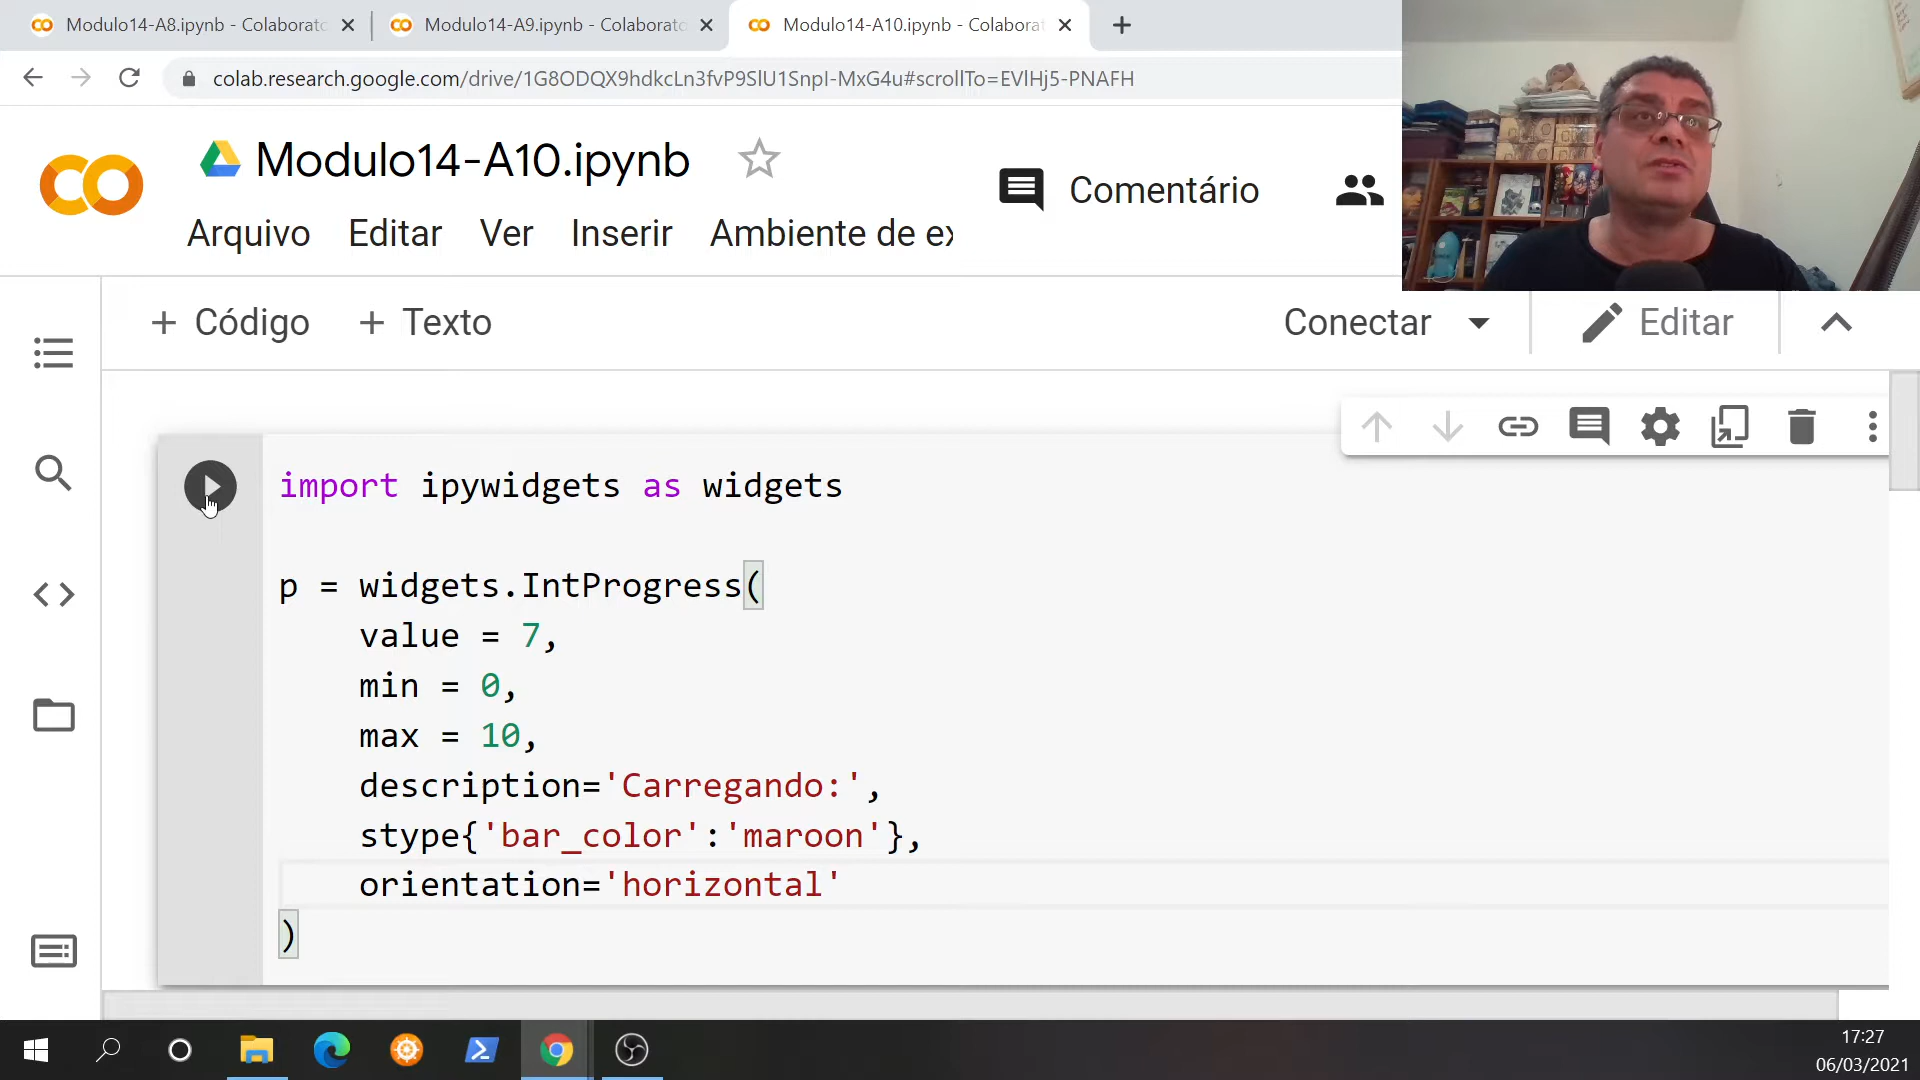 Modulo14-A8.ipynb - Colaborato
Modulo14-A9.ipynb - Colaborato
Modulo14-A10.ipynb - Colaborat
colab.research.google.com/drive/1G8ODQX9hdkcLn3fvP9SlU1SnpI-MxG4u#scrollTo=EVlHj5-PNAFH
Modulo14-A10.ipynb
Comentário
Arquivo Editar Ver Inserir Ambiente de ex
+ Código + Texto
Conectar
Editar
import ipywidgets as widgets
p = widgets.IntProgress(
value = 7,
min = 0,
max = 10,
description='Carregando:',
stype{'bar_color':'maroon'},
orientation='horizontal'
)
17:27
06/03/2021